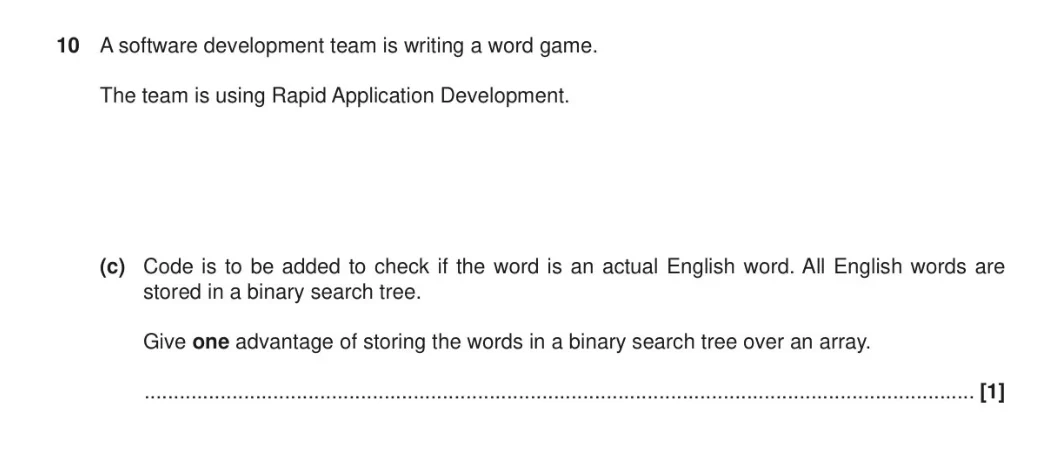 10 A software development team is writing a word game.
The team is using Rapid Application Development.
(c) Code is to be added to check if the word is an actual English word. All English words are
stored in a binary search tree.
Give one advantage of storing the words in a binary search tree over an array.
.......................................................................................................................................... [1]